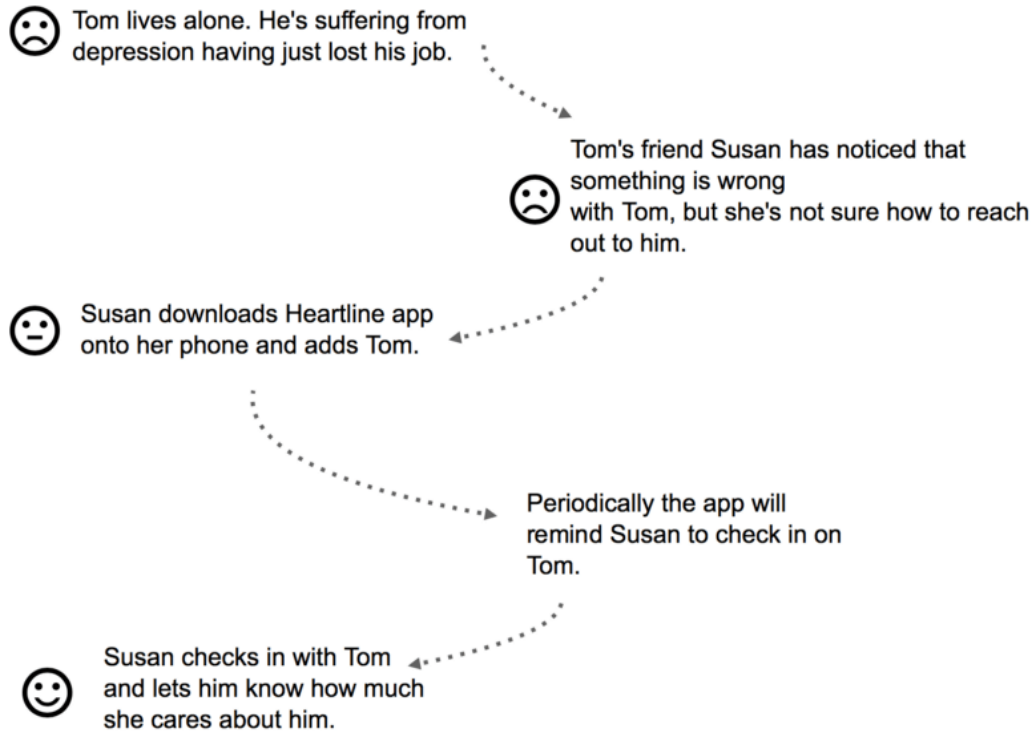 Tom lives alone. He's suffering from
depression having just lost his job.
Tom's friend Susan has noticed that
something is wrong
with Tom, but she's not sure how to reach
out to him.
Susan downloads Heartline app
onto her phone and adds Tom.
Periodically the app will
remind Susan to check in on
Tom.
Susan checks in with Tom
and lets him know how much
she cares about him.